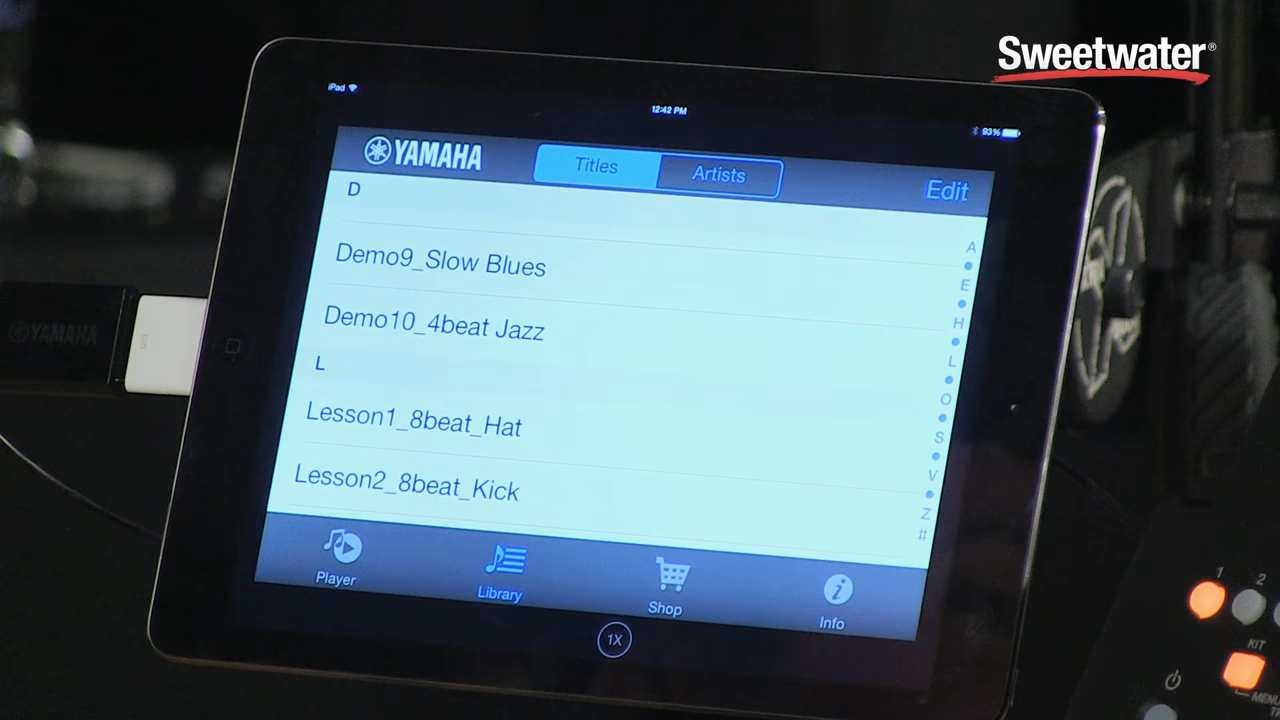 Sweetwater®
iPad
12:42 PM
93%
YAMAHA
Titles
Artists
Edit
D
Demo9_Slow Blues
Demo10_4beat Jazz
L
Lesson1_8beat_Hat
Lesson2_8beat_Kick
A
E
H
L
O
S
V
Z
#
Player
Library
Shop
Info
1X
YAMAHA
1
2
KIT